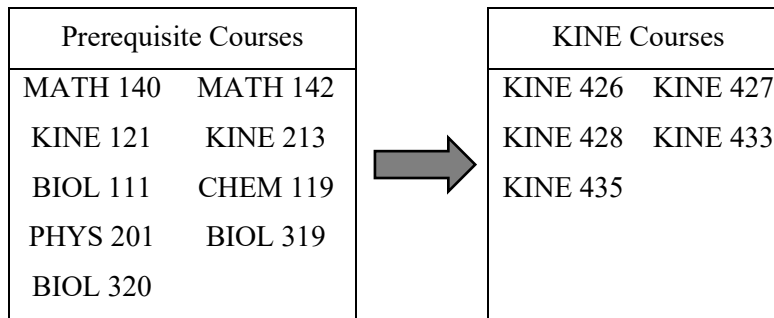 Prerequisite Courses
MATH 140 MATH 142
KINE 121 KINE 213
BIOL 111 CHEM 119
PHYS 201 BIOL 319
BIOL 320
KINE Courses
KINE 426 KINE 427
KINE 428 KINE 433
KINE 435